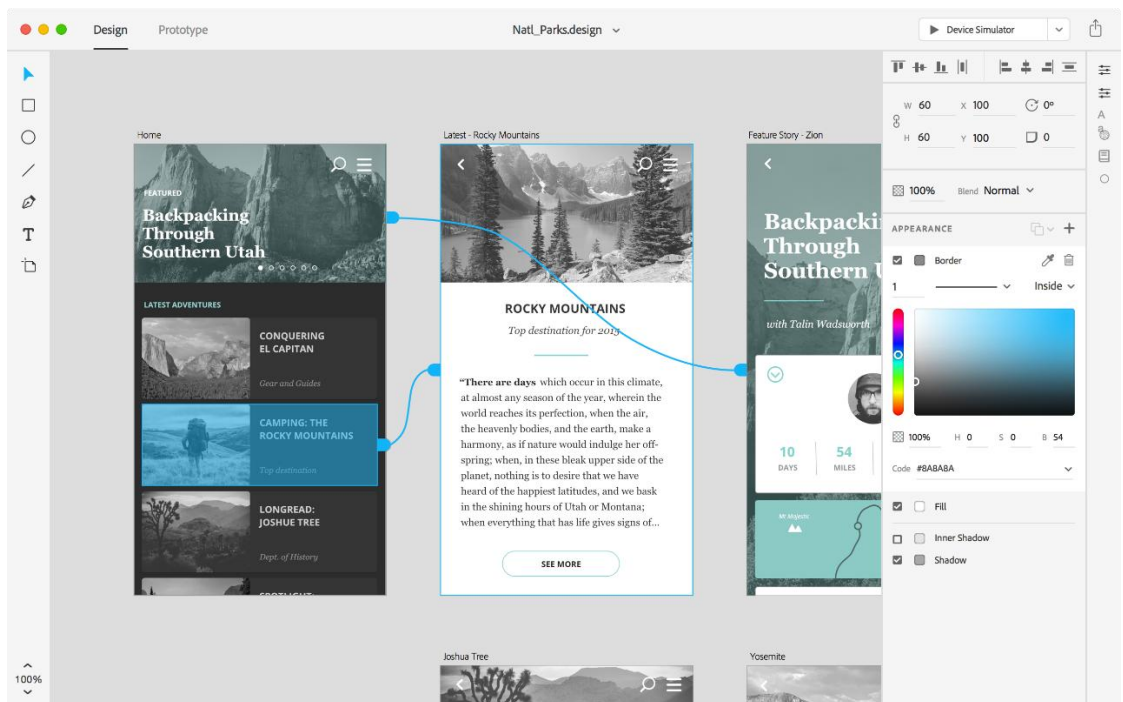 Design
Prototype
Natl_Parks.design
Device Simulator
Home
FEATURED
Backpacking
Through
Southern Utah
LATEST ADVENTURES
CONQUERING
EL CAPITAN
Gear and Guides
CAMPING: THE
ROCKY MOUNTAINS
Top destination
LONGREAD:
JOSHUE TREE
Dept. of History
SPOTLIGHT:
Latest - Rocky Mountains
ROCKY MOUNTAINS
Top destination for 2015
“There are days which occur in this climate,
at almost any season of the year, wherein the
world reaches its perfection, when the air,
the heavenly bodies, and the earth, make a
harmony, as if nature would indulge her off-
spring; when, in these bleak upper side of the
planet, nothing is to desire that we have
heard of the happiest latitudes, and we bask
in the shining hours of Utah or Montana;
when everything that has life gives signs of...
SEE MORE
Feature Story - Zion
Backpacki
Through
Southern U
with Talin Wadsworth
10
DAYS
54
MILES
Mt Majestic
Joshua Tree
Yosemite
T
100%
W 60 X 100 0°
H 60 Y 100 0
100% Blend Normal
APPEARANCE
Border
1 Inside
100% H 0 S 0 B 54
Code #8A8A8A
Fill
Inner Shadow
Shadow
A